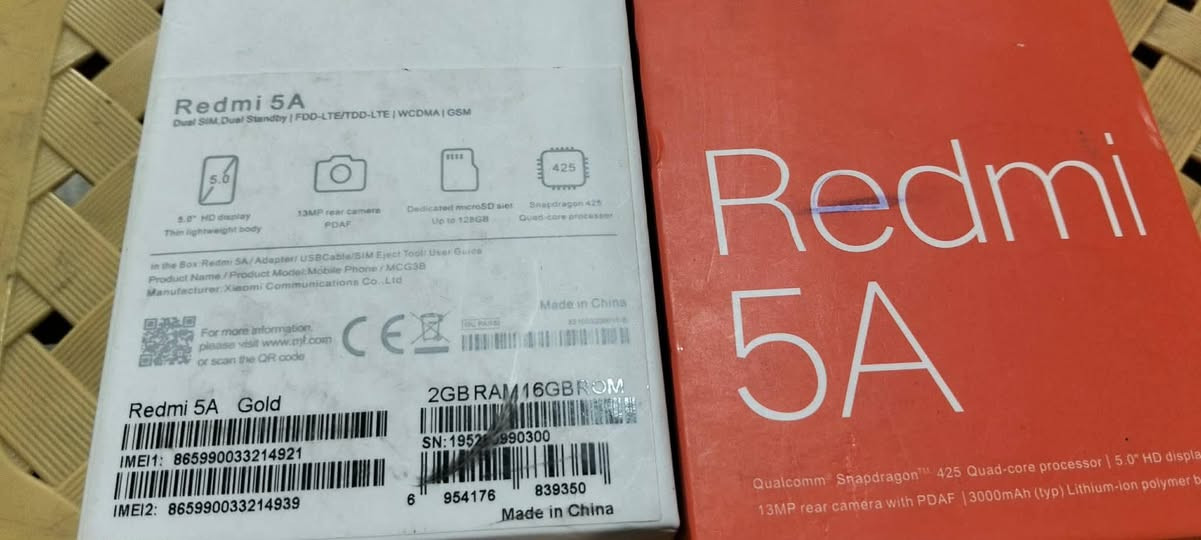 Redmi 5A
Dual SIM,Dual Standby | FDD-LTE/TDD-LTE | WCDMA | GSM
5.0
425
5.0" HD display
Thin lightweight body
13MP rear camera
PDAF
Dedicated microSD slot
Up to 128GB
Snapdragon 425
Quad-core processor
In the Box:Redmi 5A/ Adapter/ USBCable/SIM Eject Tool/ User Guide
Product Name / Product Model:Mobile Phone / MCG3B
Manufacturer:Xiaomi Communications Co.,Ltd
Made in China
For more information,
please visit www.mi.com
or scan the QR code
CE
Redmi 5A Gold
2GB RAM 16GB ROM
IMEI1: 865990033214921
SN:
IMEI2: 865990033214939
6 954176 839350
Made in China
Redmi
5A
Qualcomm® Snapdragon™ 425 Quad-core processor | 5.0" HD displa
13MP rear camera with PDAF | 3000mAh (typ) Lithium-ion polymer b